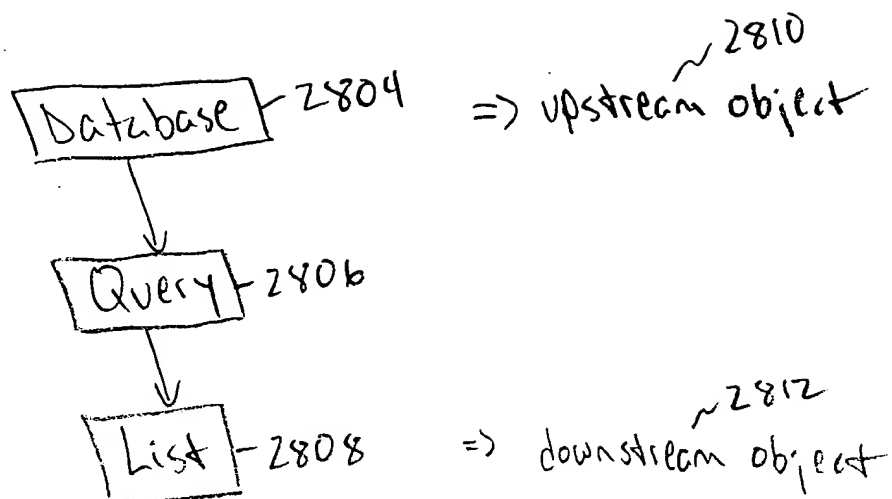 2810
Database 2804 => upstream object
Query 2806
2812
List 2808 => downstream object